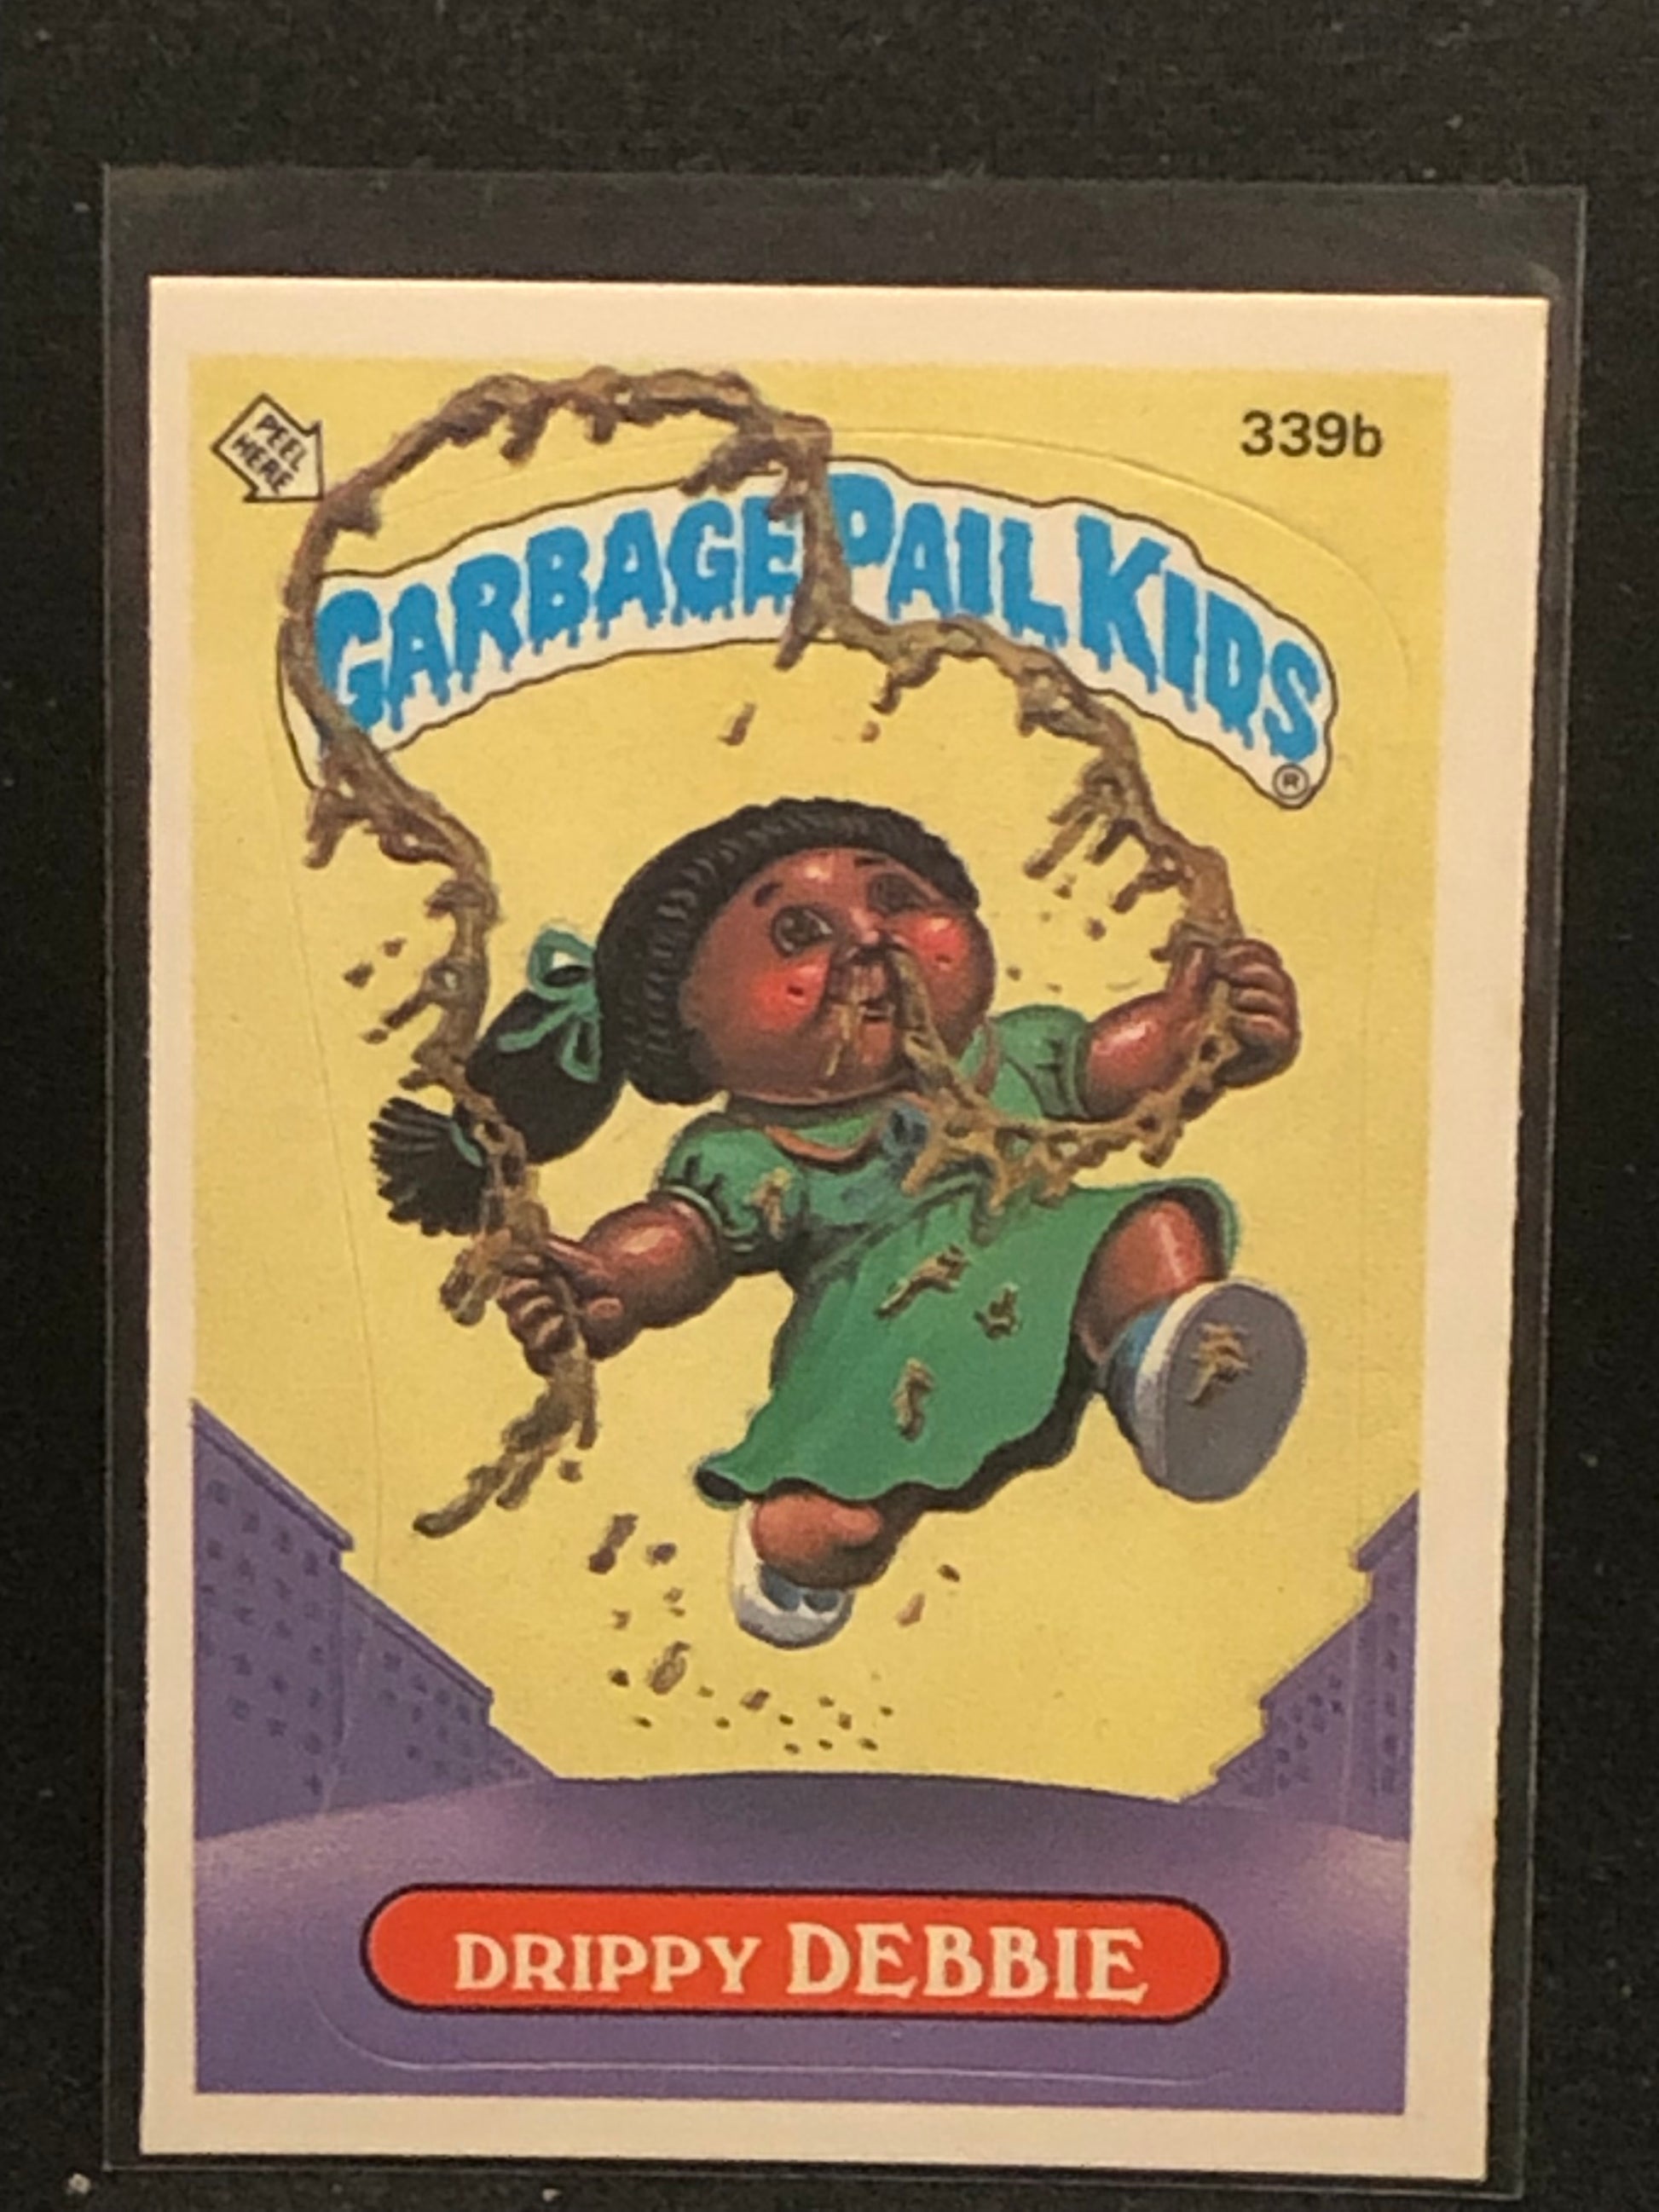 PEEL
HERE
339b
GARBAGE PAIL KIDS
®
DRIPPY DEBBIE